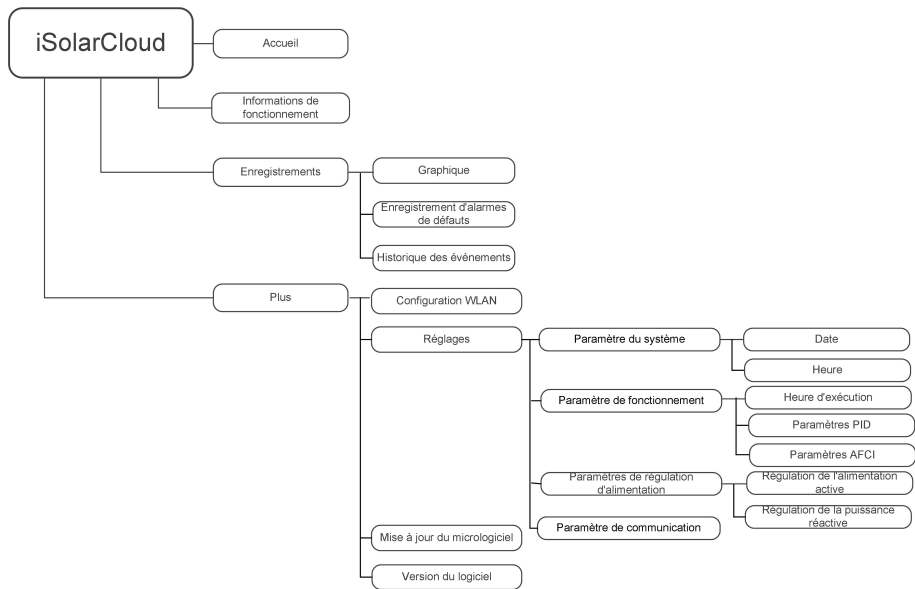 iSolarCloud
Accueil
Informations de
fonctionnement
Enregistrements
Graphique
Enregistrement d'alarmes
de défauts
Historique des événements
Plus
Configuration WLAN
Réglages
Paramètre du système
Date
Heure
Paramètre de fonctionnement
Heure d'exécution
Paramètres PID
Paramètres AFCI
Paramètres de régulation
d'alimentation
Régulation de l'alimentation
active
Régulation de la puissance
réactive
Paramètre de communication
Mise à jour du micrologiciel
Version du logiciel